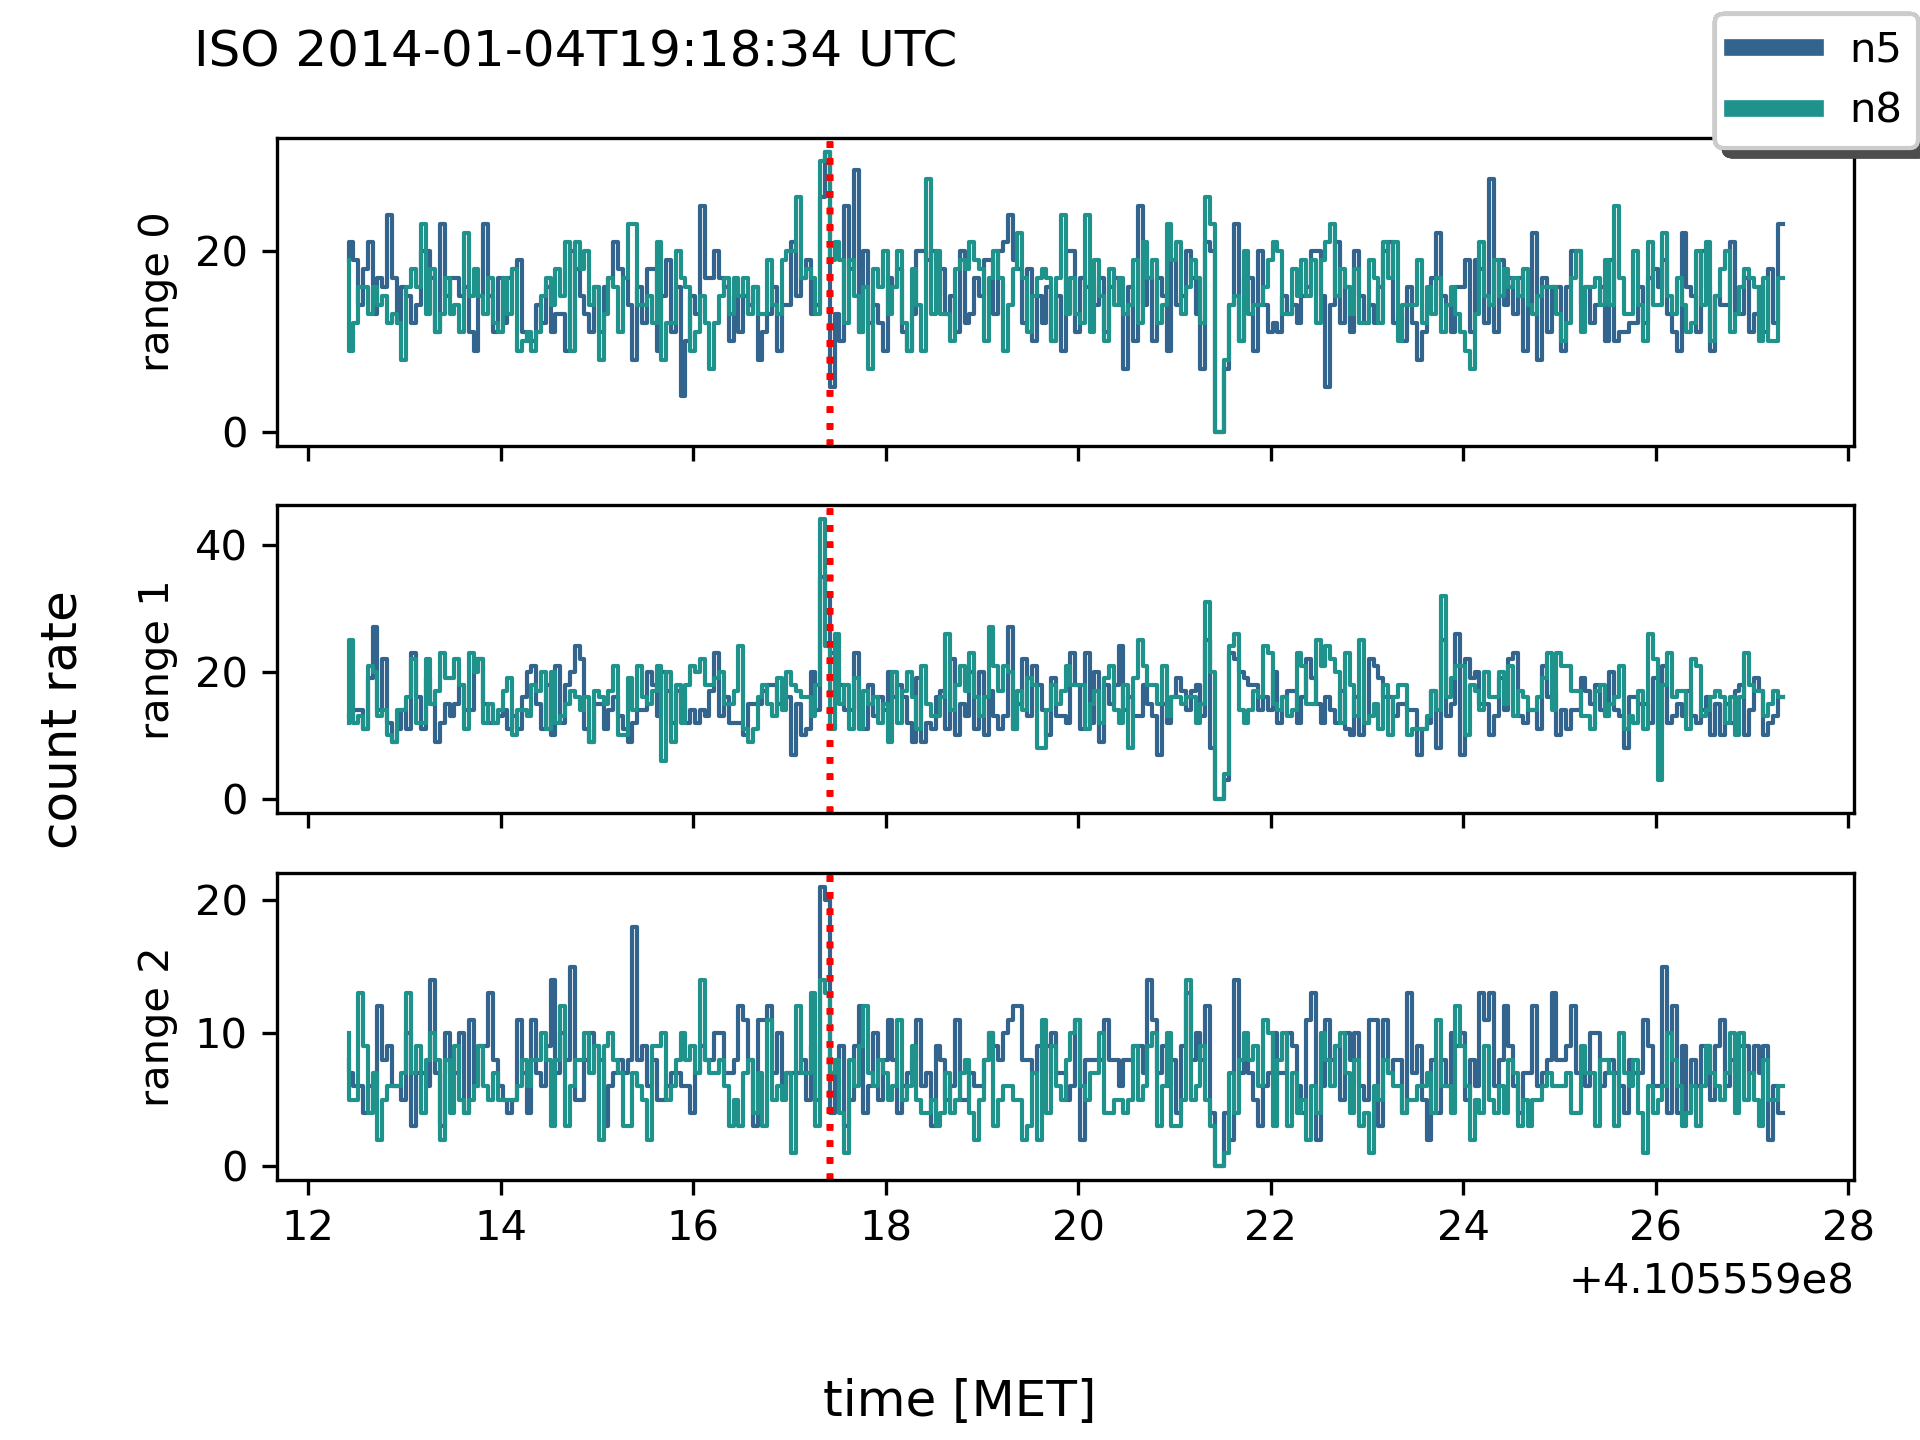 ISO 2014-01-04T19:18:34 UTC
n5
n8
range 0
20
0
count rate
range 1
40
20
0
range 2
20
10
0
12 14 16 18 20 22 24 26 28
+4.105559e8
time [MET]